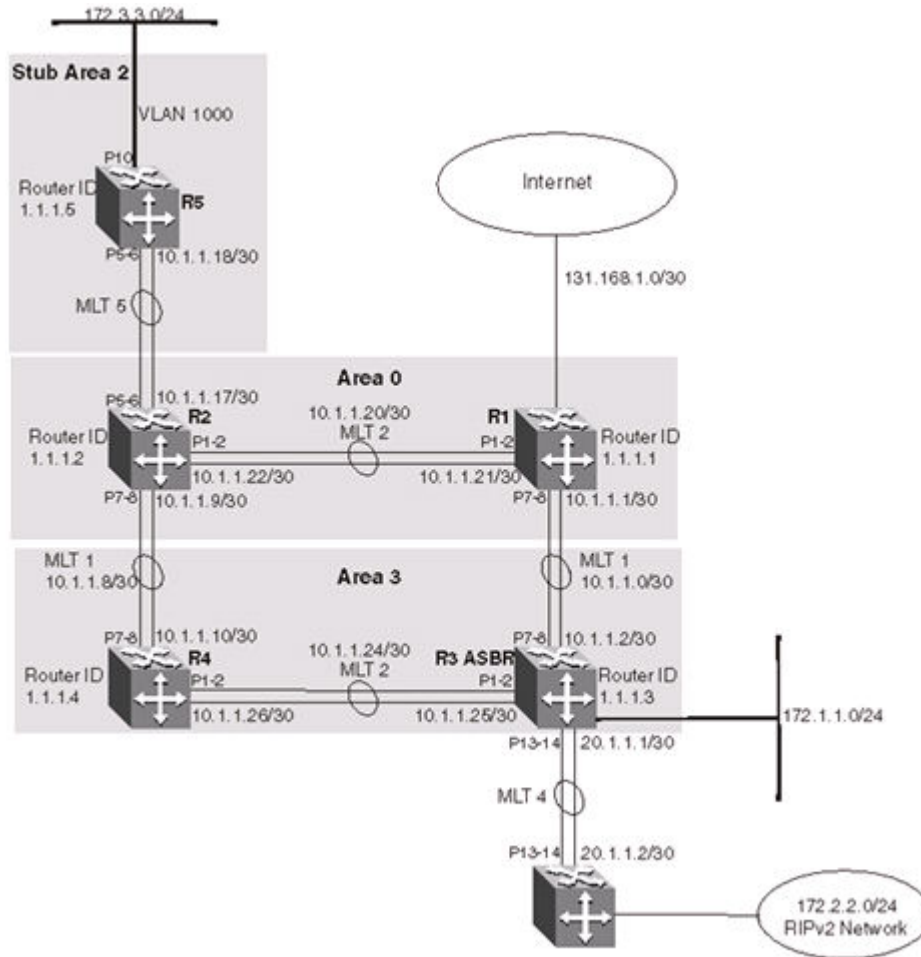 172.3.3.0/24
Stub Area 2
VLAN 1000
P10
Router ID
1.1.1.5
R5
P5-6
10.1.1.18/30
MLT 5
Internet
131.168.1.0/30
Area 0
P5-6
10.1.1.17/30
R2
Router ID
1.1.1.2
P1-2
10.1.1.20/30
MLT 2
R1
P1-2
Router ID
1.1.1.1
10.1.1.22/30
10.1.1.21/30
P7-8
10.1.1.9/30
P7-8
10.1.1.1/30
MLT 1
10.1.1.8/30
Area 3
MLT 1
10.1.1.0/30
P7-8
10.1.1.10/30
R4
Router ID
1.1.1.4
P1-2
10.1.1.24/30
MLT 2
R3 ASBR
P7-8
10.1.1.2/30
P1-2
Router ID
1.1.1.3
10.1.1.26/30
10.1.1.25/30
172.1.1.0/24
P13-14
20.1.1.1/30
MLT 4
P13-14
20.1.1.2/30
172.2.2.0/24
RIPv2 Network